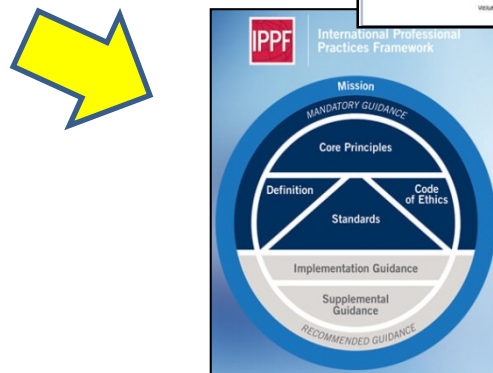 Value
IPPF
International Professional
Practices Framework
Mission
MANDATORY GUIDANCE
Core Principles
Definition
Code
of Ethics
Standards
Implementation Guidance
Supplemental
Guidance
RECOMMENDED GUIDANCE